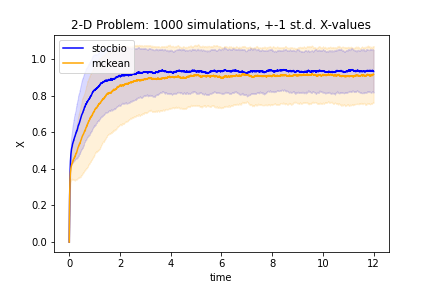 2-D Problem: 1000 simulations, +-1 st.d. X-values
stocbio
mckean
X
1.0
0.8
0.6
0.4
0.2
0.0
0 2 4 6 8 10 12
time